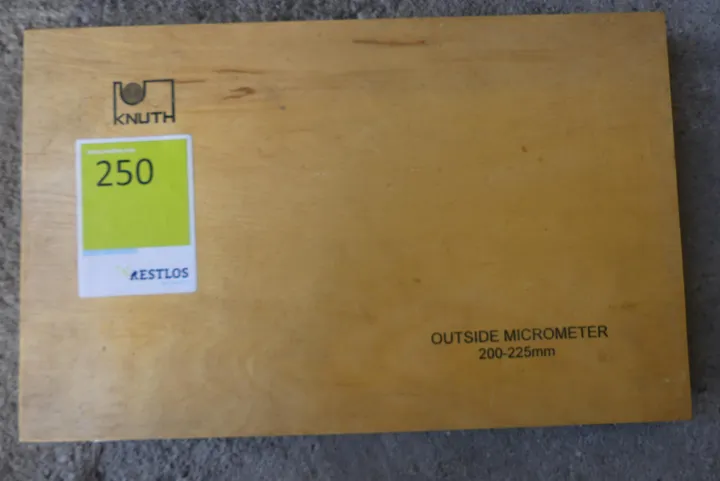 KNUTH
250
RESTLOS
OUTSIDE MICROMETER
200-225mm